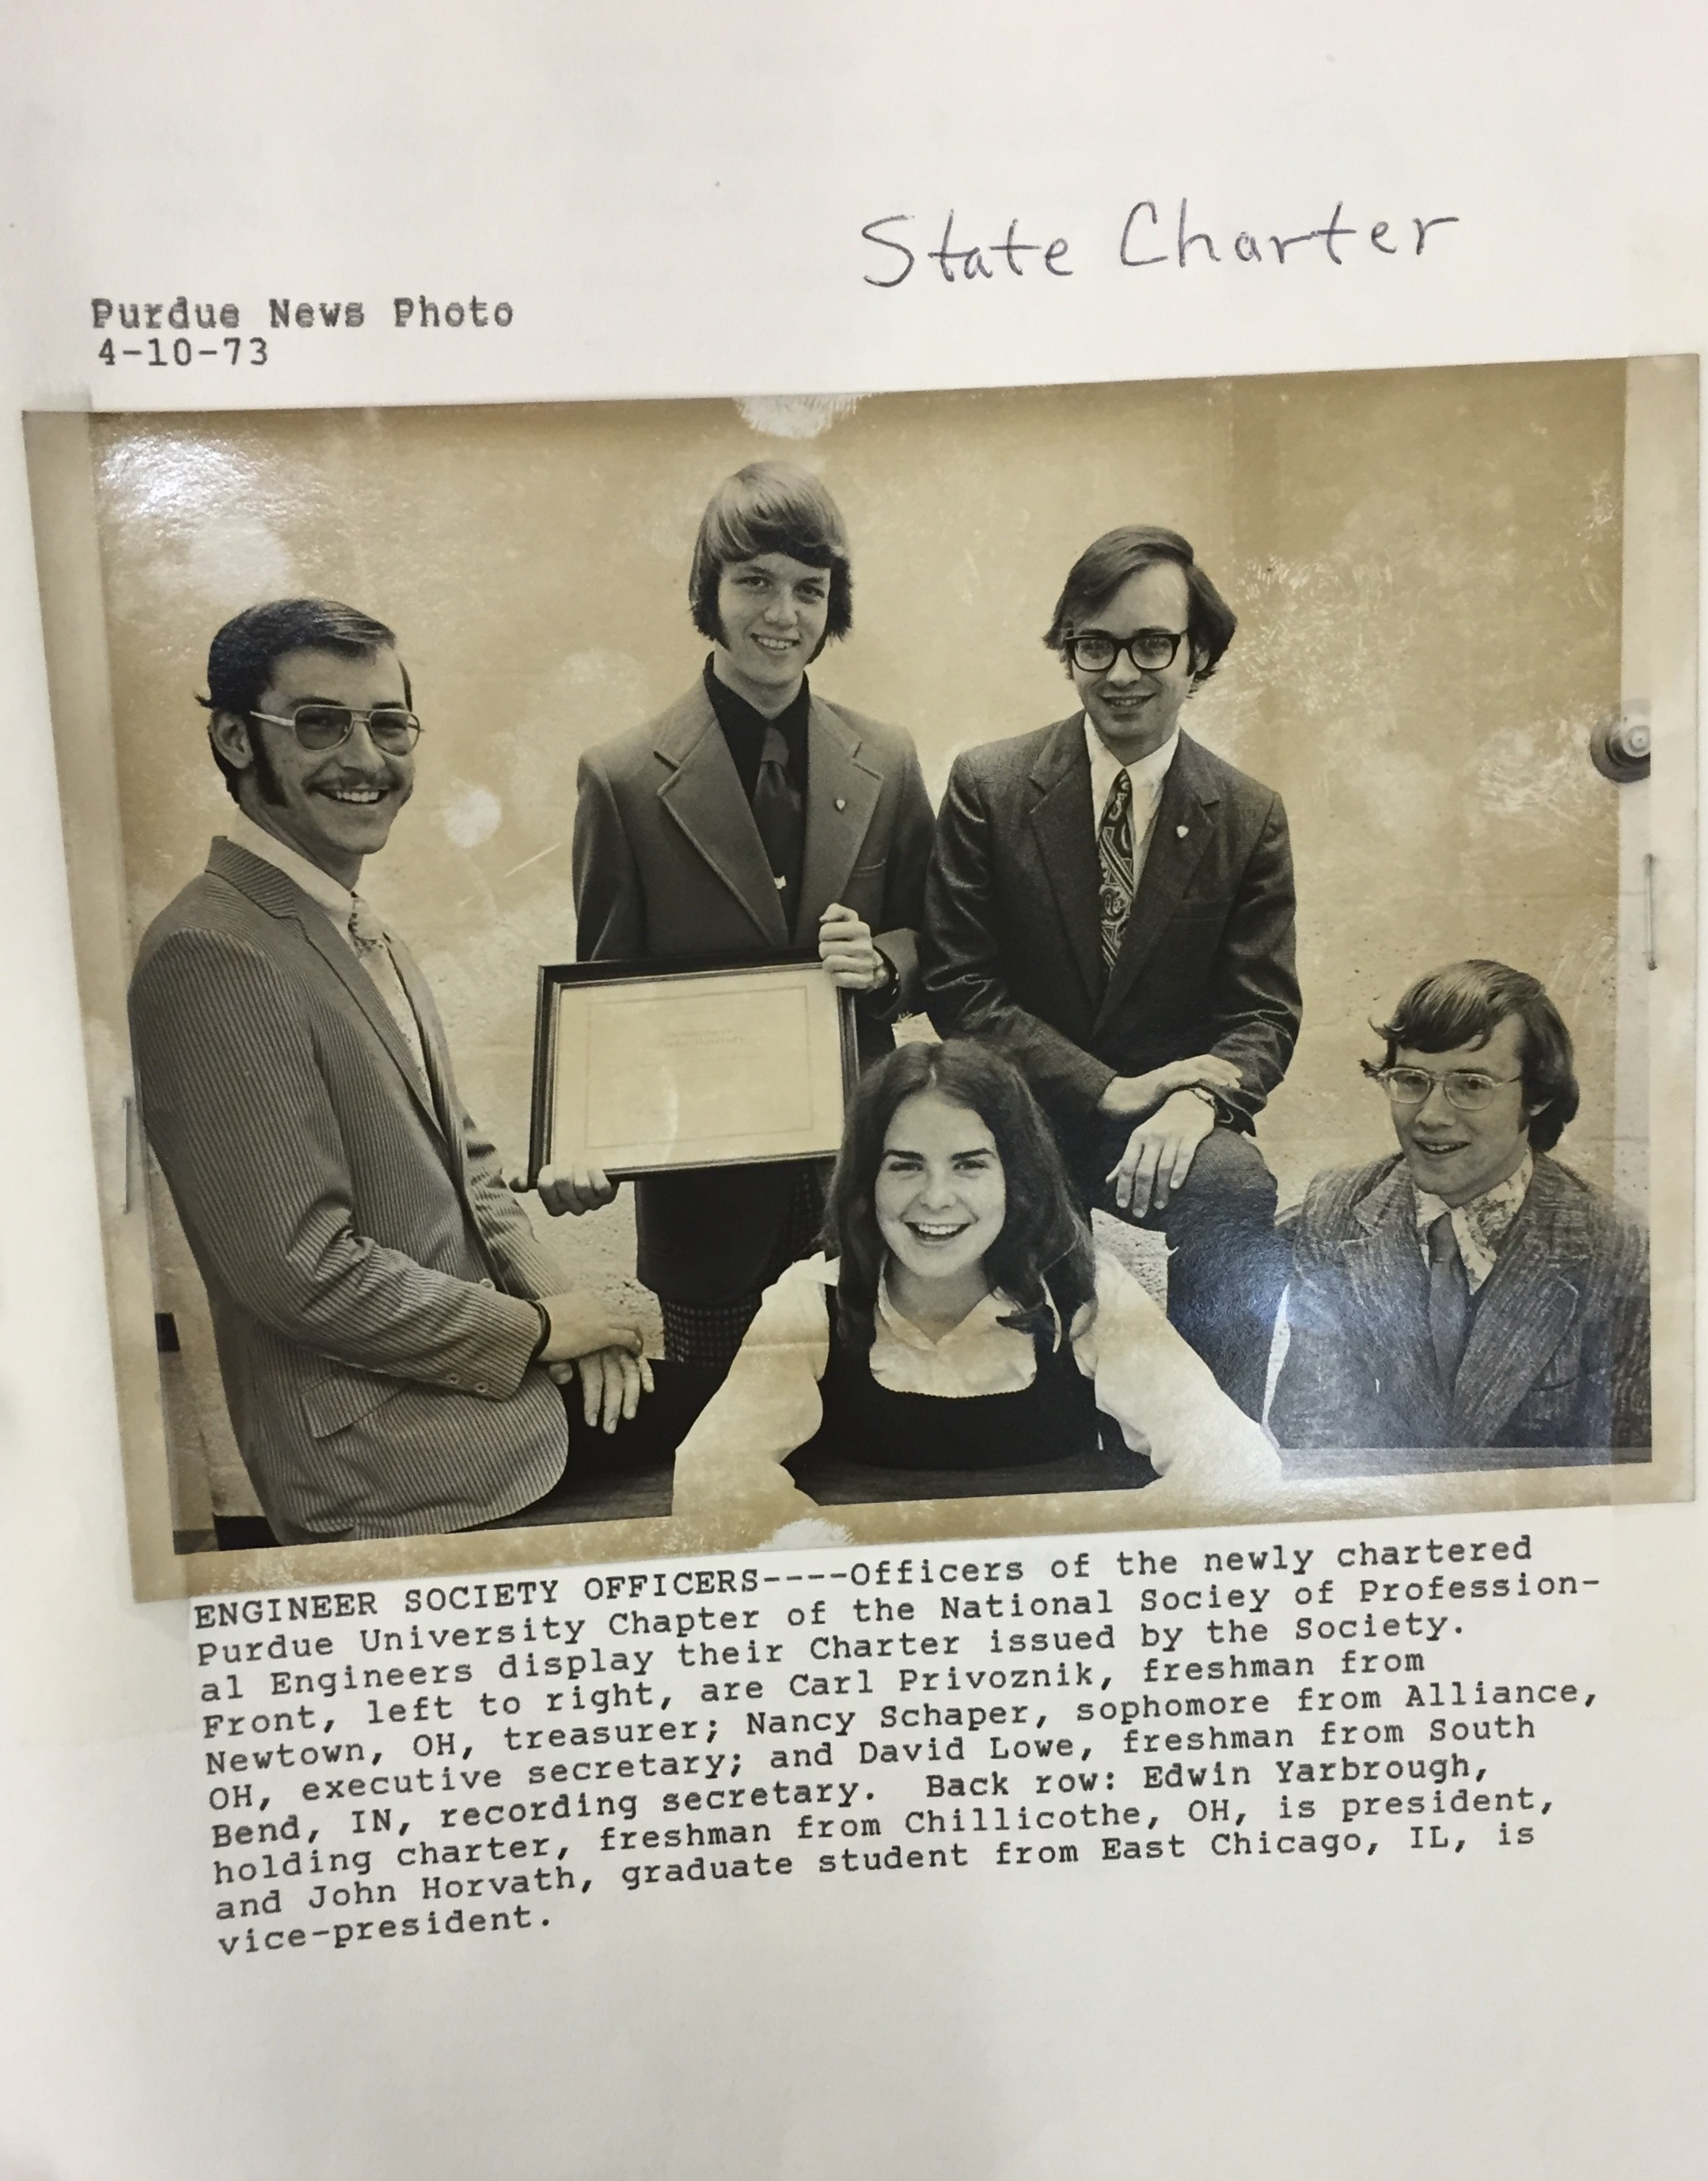 State Charter
Purdue News Photo
4-10-73
ENGINEER SOCIETY OFFICERS----Officers of the newly chartered
Purdue University Chapter of the National Sociey of Profession-
al Engineers display their Charter issued by the Society.
Front, left to right, are Carl Privoznik, freshman from
Newtown, OH, treasurer; Nancy Schaper, sophomore from Alliance,
OH, executive secretary; and David Lowe, freshman from South
Bend, IN, recording secretary.  Back row: Edwin Yarbrough,
holding charter, freshman from Chillicothe, OH, is president,
and John Horvath, graduate student from East Chicago, IL, is
vice-president.